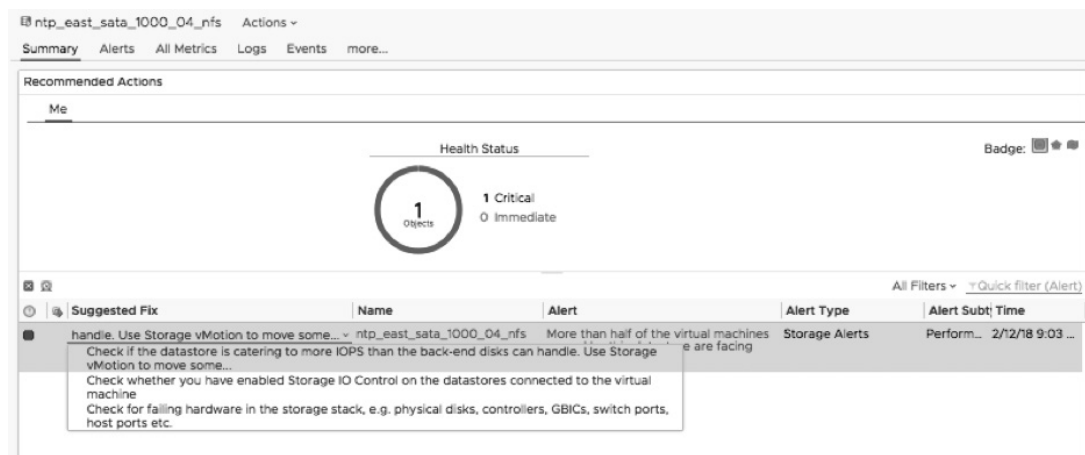 ntp_east_sata_1000_04_nfs Actions
Summary Alerts All Metrics Logs Events more...
Recommended Actions
Me
Health Status
Badge:
1
Objects
1 Critical
0 Immediate
All Filters Quick filter (Alert)
Suggested Fix Name Alert Alert Type Alert Subt Time
handle. Use Storage vMotion to move some... ntp_east_sata_1000_04_nfs More than half of the virtual machines Storage Alerts Perform... 2/12/18 9:03 ...
e are facing
Check if the datastore is catering to more IOPS than the back-end disks can handle. Use Storage
vMotion to move some...
Check whether you have enabled Storage IO Control on the datastores connected to the virtual
machine
Check for failing hardware in the storage stack, e.g. physical disks, controllers, GBICs, switch ports,
host ports etc.